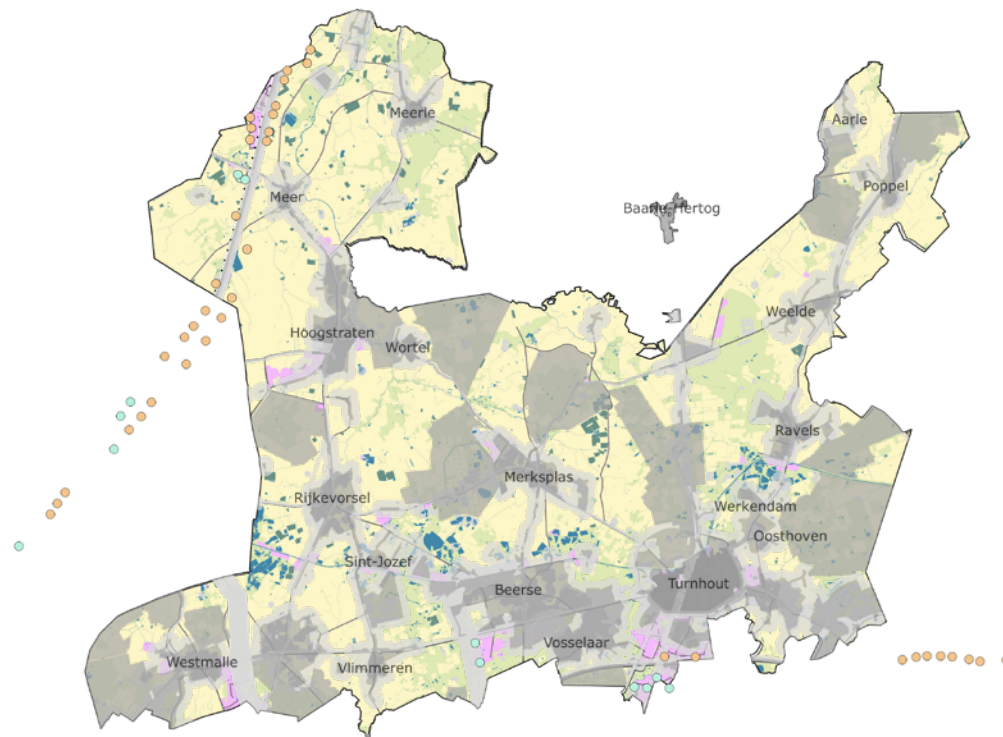 Meerle
Aarle
Poppel
Meer
Baarle-Hertog
Weelde
Hoogstraten
Wortel
Ravels
Merksplas
Rijkevorsel
Werkendam
Oosthoven
Sint-Jozef
Turnhout
Beerse
Vosselaar
Westmalle
Vlimmeren